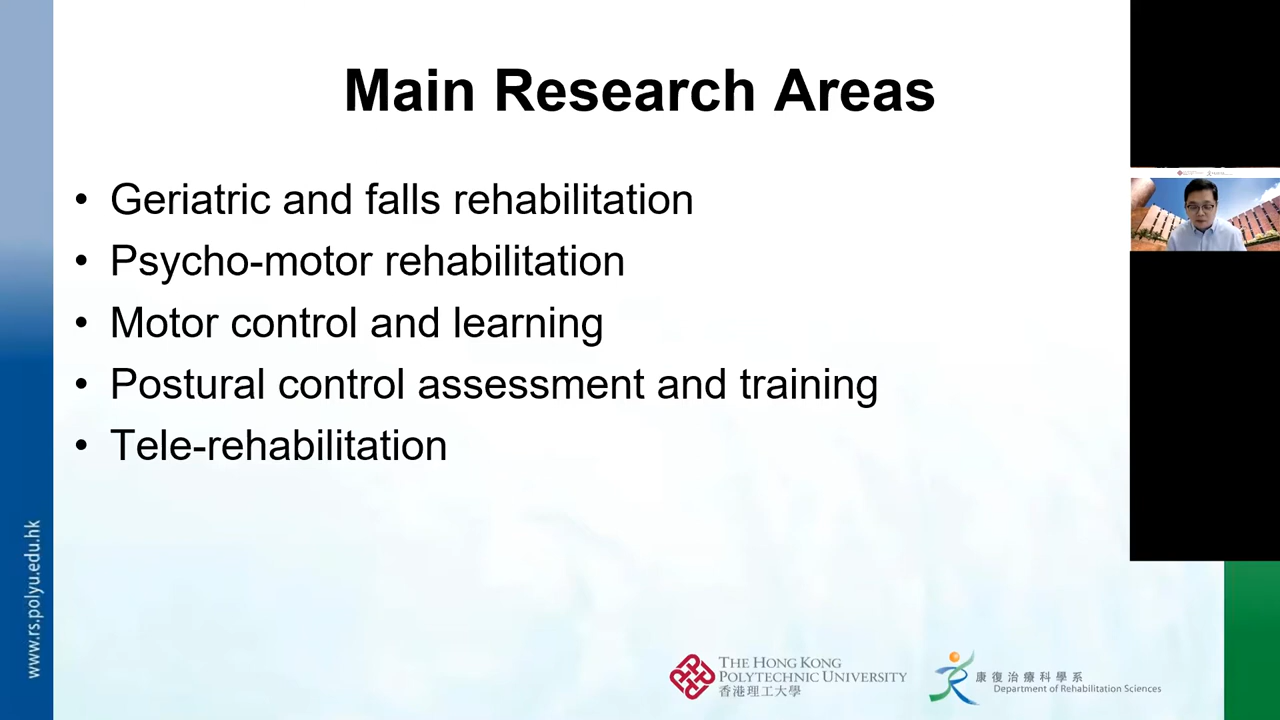 Main Research Areas
• Geriatric and falls rehabilitation
• Psycho-motor rehabilitation
• Motor control and learning
• Postural control assessment and training
• Tele-rehabilitation
www.rs.polyu.edu.hk
THE HONG KONG
POLYTECHNIC UNIVERSITY
香港理工大學
康復治療科學系
Department of Rehabilitation Sciences